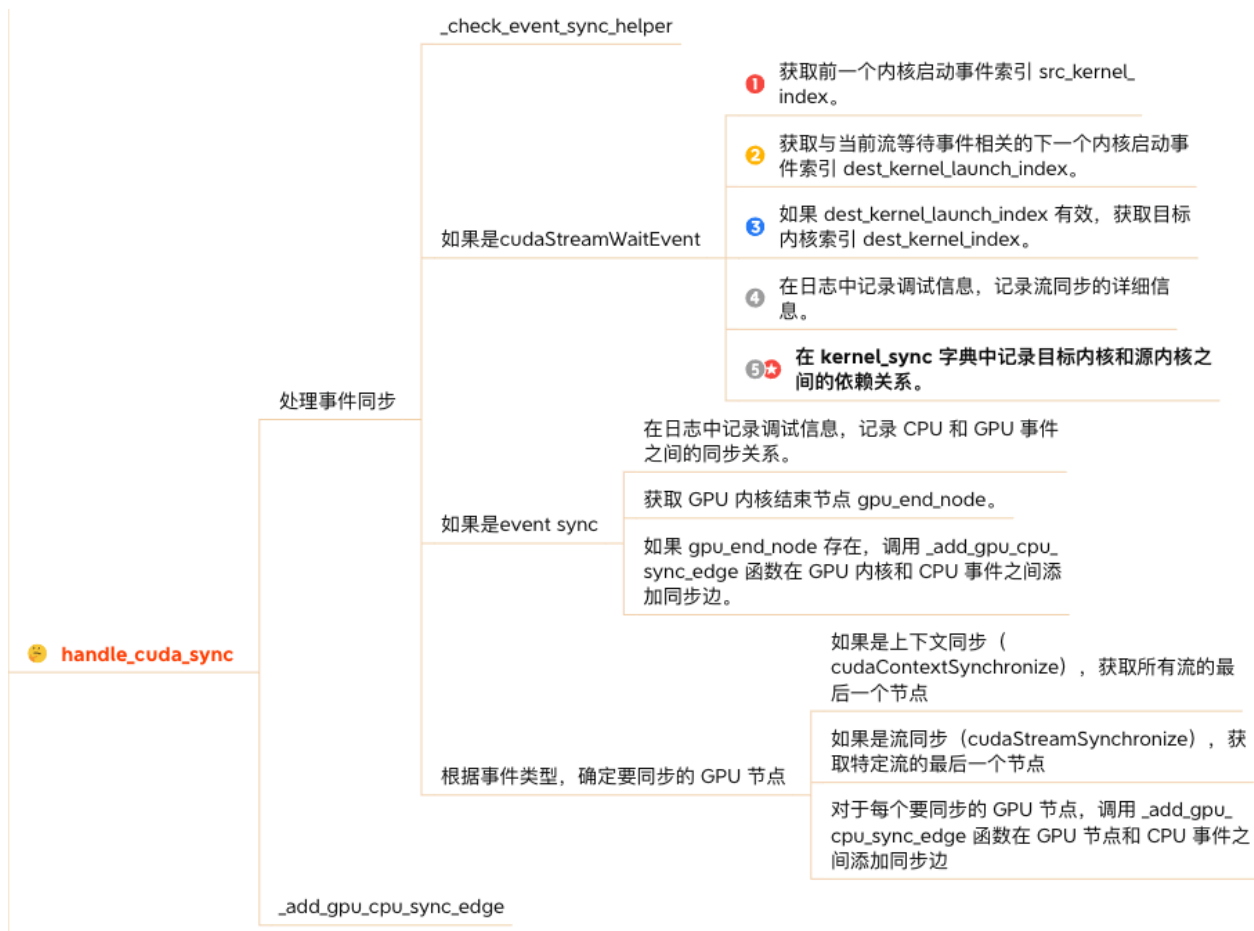 _check_event_sync_helper
获取前一个内核启动事件索引 src_kernel_
index。
1
获取与当前流等待事件相关的下一个内核启动事
件索引 dest_kernel_launch_index。
2
如果 dest_kernel_launch_index 有效，获取目标
内核索引 dest_kernel_index。
3
如果是cudaStreamWaitEvent
在日志中记录调试信息，记录流同步的详细信
息。
4
在 kernel_sync 字典中记录目标内核和源内核之
间的依赖关系。
5
处理事件同步
在日志中记录调试信息，记录 CPU 和 GPU 事件
之间的同步关系。
获取 GPU 内核结束节点 gpu_end_node。
如果是event sync
如果 gpu_end_node 存在，调用 _add_gpu_cpu_
sync_edge 函数在 GPU 内核和 CPU 事件之间添
加同步边。
handle_cuda_sync
如果是上下文同步（
cudaContextSynchronize），获取所有流的最
后一个节点
如果是流同步（cudaStreamSynchronize），获
取特定流的最后一个节点
根据事件类型，确定要同步的 GPU 节点
对于每个要同步的 GPU 节点，调用 _add_gpu_
cpu_sync_edge 函数在 GPU 节点和 CPU 事件之
间添加同步边
_add_gpu_cpu_sync_edge